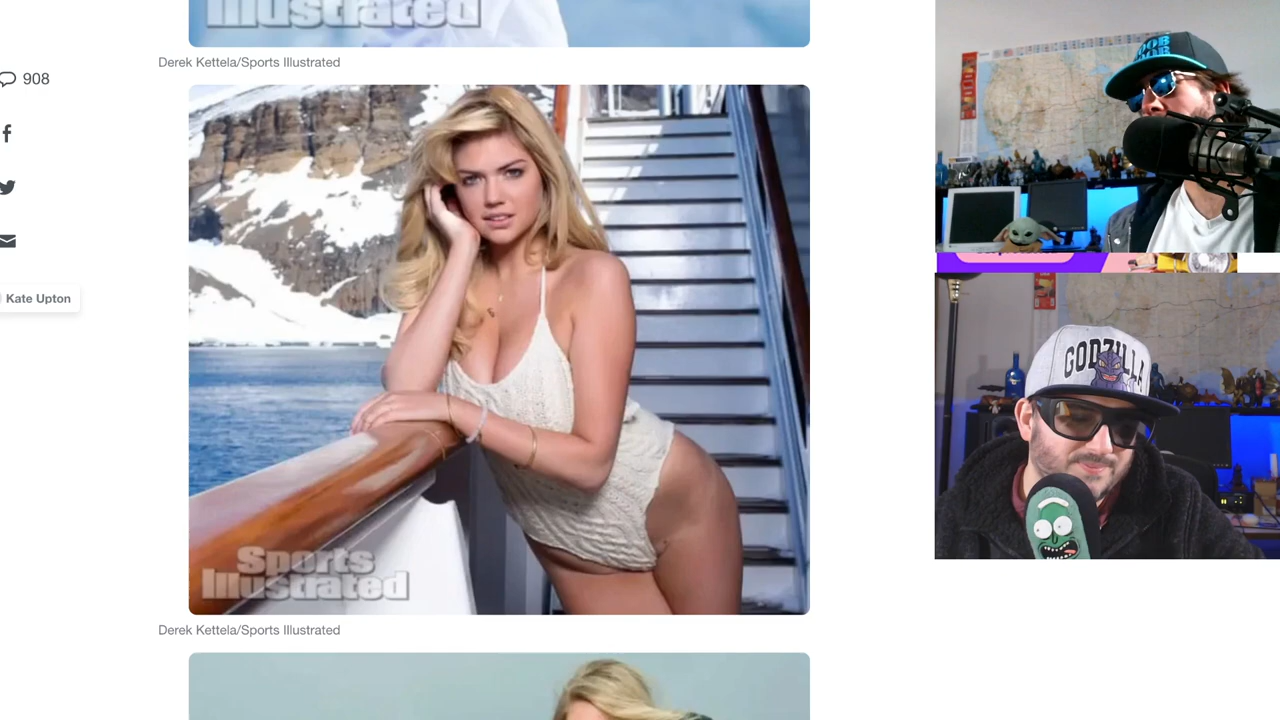 Illustrated
Derek Kettela/Sports Illustrated
908
Kate Upton
Sports
Illustrated
Derek Kettela/Sports Illustrated
GODZILLA